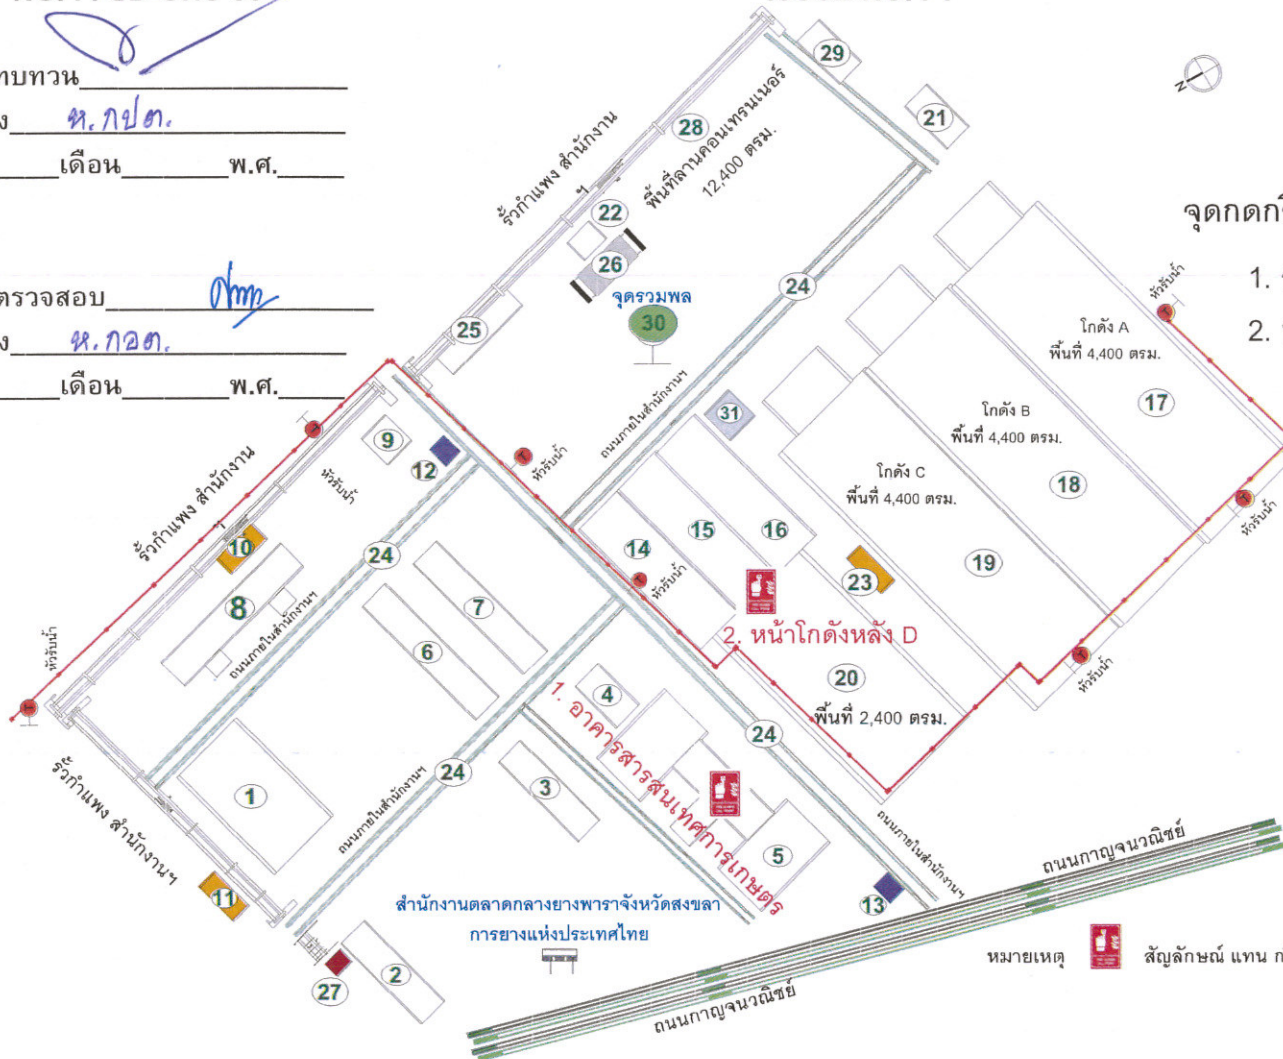 ทบทวน
ง ห.กปต.
เดือน พ.ศ.
ตรวจสอบ
ง ห.กอต.
เดือน พ.ศ.
29
21
28
รั้วกำแพง สำนักงาน
พื้นที่ลานคอนเทรนเนอร์
12,400 ตรม.
22
26
จุดรวมพล
30
25
24
N
จุดกดกริ
1.
2.
หัวรับน้ำ
โกดัง A
พื้นที่ 4,400 ตรม.
17
โกดัง B
พื้นที่ 4,400 ตรม.
18
หัวรับน้ำ
โกดัง C
พื้นที่ 4,400 ตรม.
19
หัวรับน้ำ
31
ถนนภายในสำนักงานฯ
9
12
หัวรับน้ำ
หัวรับน้ำ
รั้วกำแพง สำนักงาน
10
24
8
ถนนภายในสำนักงานฯ
7
6
14
15
16
23
หัวรับน้ำ
2. หน้าโกดังหลัง D
20
พื้นที่ 2,400 ตรม.
หัวรับน้ำ
4
1. อาคารสารสนเทศการเกษตร
24
24
3
5
1
รั้วกำแพง สำนักงานฯ
ถนนภายในสำนักงานฯ
ถนนภายในสำนักงานฯ
11
13
สำนักงานตลาดกลางยางพาราจังหวัดสงขลา
การยางแห่งประเทศไทย
27
2
ถนนกาญจนวณิชย์
ถนนกาญจนวณิชย์
หมายเหตุ สัญลักษณ์ แทน ก